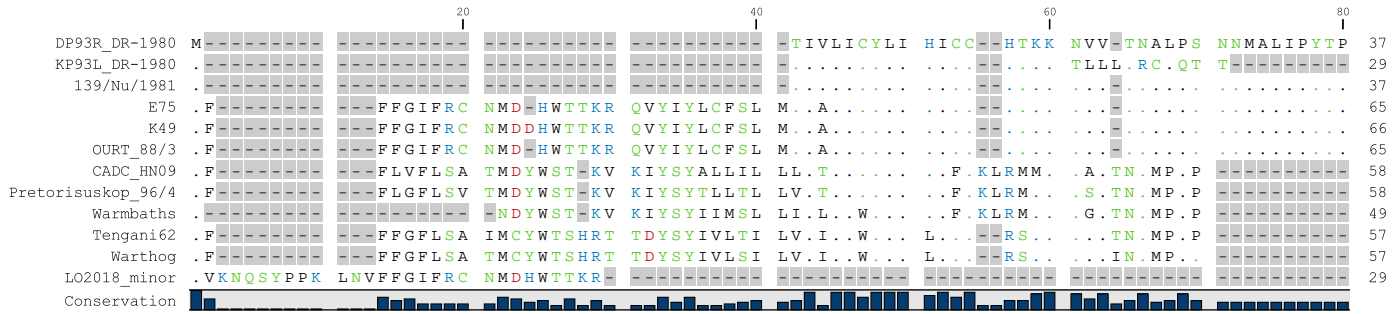 20 40 60 80
DP93R_DR-1980 M--------- ---------- ---------- ---------- -TIVLICYLI HICC--HTKK NVV-TNALPS NNMALIPYTP 37
KP93L_DR-1980 .--------- ---------- ---------- ---------- -......... ....--.... TLLL.RC.QT T--------- 29
139/Nu/1981 .--------- ---------- ---------- ---------- -......... ....--.... ...-...... .......... 37
E75 .F-------- ---FFGIFRC NMD-HWTTKR QVYIYLCFSL M..A...... ....--.... ...-...... .......... 65
K49 .F-------- ---FFGIFRC NMDDHWTTKR QVYIYLCFSL M..A...... ....--.... ...-...... .......... 66
OURT_88/3 .F-------- ---FFGIFRC NMD-HWTTKR QVYIYLCFSL M..A...... ....--.... ...-...... .......... 65
CADC_HN09 .F-------- ---FLVFLSA TMDYWST-KV KIYSYALLIL LL.T...... ..F.KLRMM. .A.TN.MP.P ---------- 58
Pretorisuskop_96/4 .F-------- ---FLGFLSV TMDYWST-KV KIYSYTLLTL LV.T...... ..F.KLRM.. .S.TN.MP.P ---------- 58
Warmbaths .--------- ---------- -NDYWST-KV KIYSYIIMSL LI.L..W... ..F.KLRM.. .G.TN.MP.P ---------- 49
Tengani62 .F-------- ---FFGFLSA IMCYWTSHRT TDYSYIVLTI LV.I..W... L...--RS.. ...TN.MP.P ---------- 57
Warthog .F-------- ---FFGFLSA TMCYWTSHRT TDYSYIVLSI LV.L..W... L...--RS.. ...IN.MP.P ---------- 57
LO2018_minor .VKNQSYPPK LNVFFGIFRC NMDHWTTKR- ---------- ---------- ---------- ---------- ---------- 29
Conservation